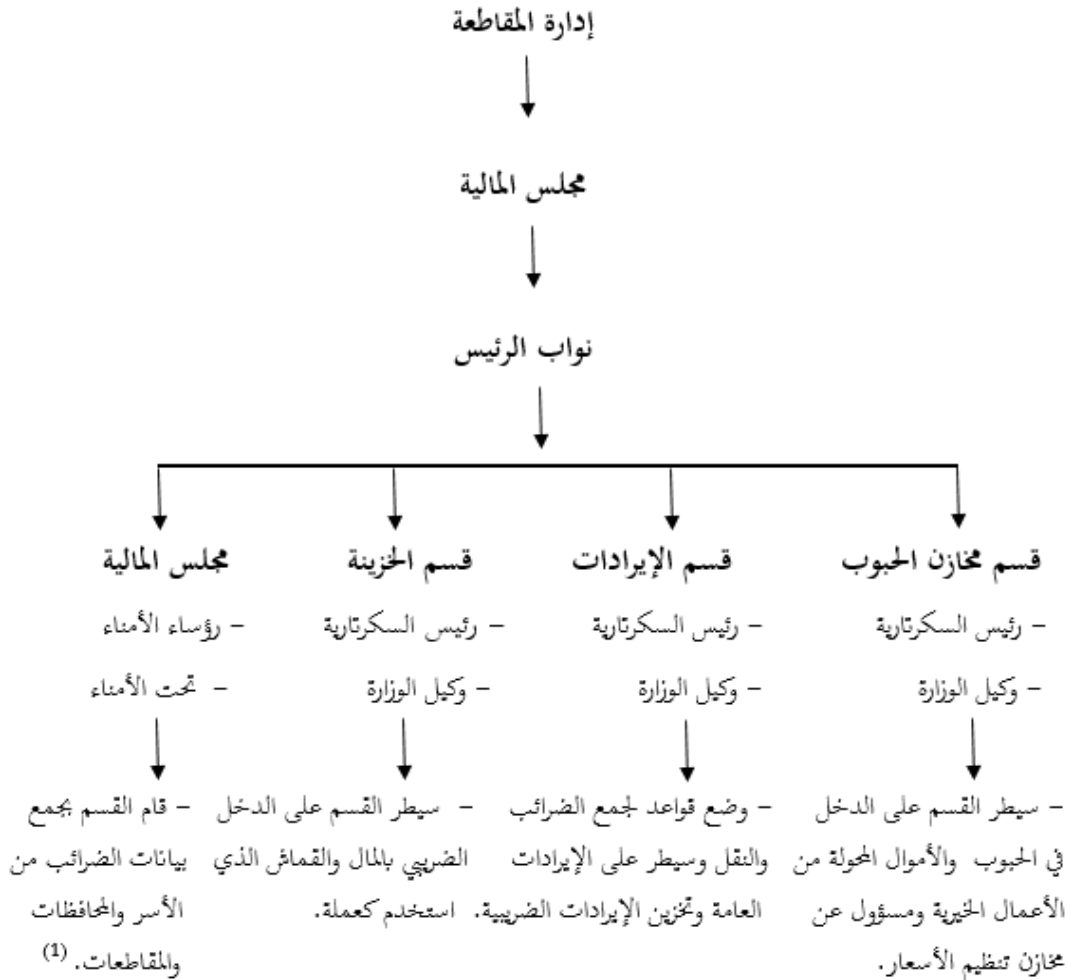 إدارة المقاطعة
مجلس المالية
نواب الرئيس
قسم مخازن الحبوب
– رئيس السكرتارية
– وكيل الوزارة
– سيطر القسم على الدخل
في الحبوب والأموال المحولة من
الأعمال الخيرية ومسؤول عن
مخازن تنظيم الأسعار.
قسم الإيرادات
– رئيس السكرتارية
– وكيل الوزارة
– وضع قواعد لجمع الضرائب
والنقل وسيطر على الإيرادات
العامة وتخزين الإيرادات الضريبية.
قسم الخزينة
– رئيس السكرتارية
– وكيل الوزارة
– سيطر القسم على الدخل
الضريبي بالمال والقماش الذي
استخدم كعملة.
مجلس المالية
– رؤساء الأمناء
– تحت الأمناء
– قام القسم بجمع
بيانات الضرائب من
الأسر والمحافظات
والمقاطعات. (1)